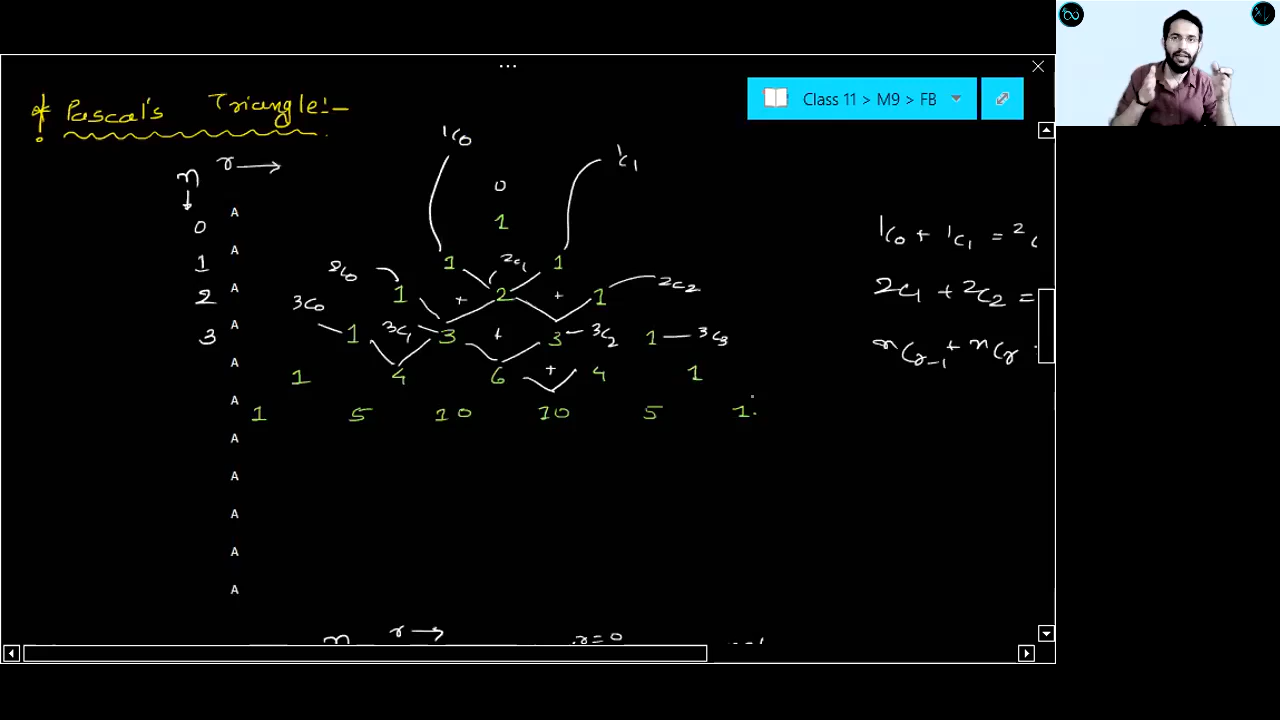 ...
Class 11 > M9 > FB
* Pascal's Triangle:-
¹C₀ ¹C₁
n r →
0
A
0 1
A
1 1 1 ¹C₀ + ¹C₁ = ²C
²C₀ ²C₁ ²C₂
A
2 1 + 2 + 1 2C₁ + 2C₂ =
³C₀ ³C₁ ³C₂ ³C₃
A
3 1 3 + 3 1 nCᵣ₋₁ + nCᵣ
A
1 4 6 + 4 1
A
1 5 10 10 5 1
A
A
A
A
A
n r → r=0